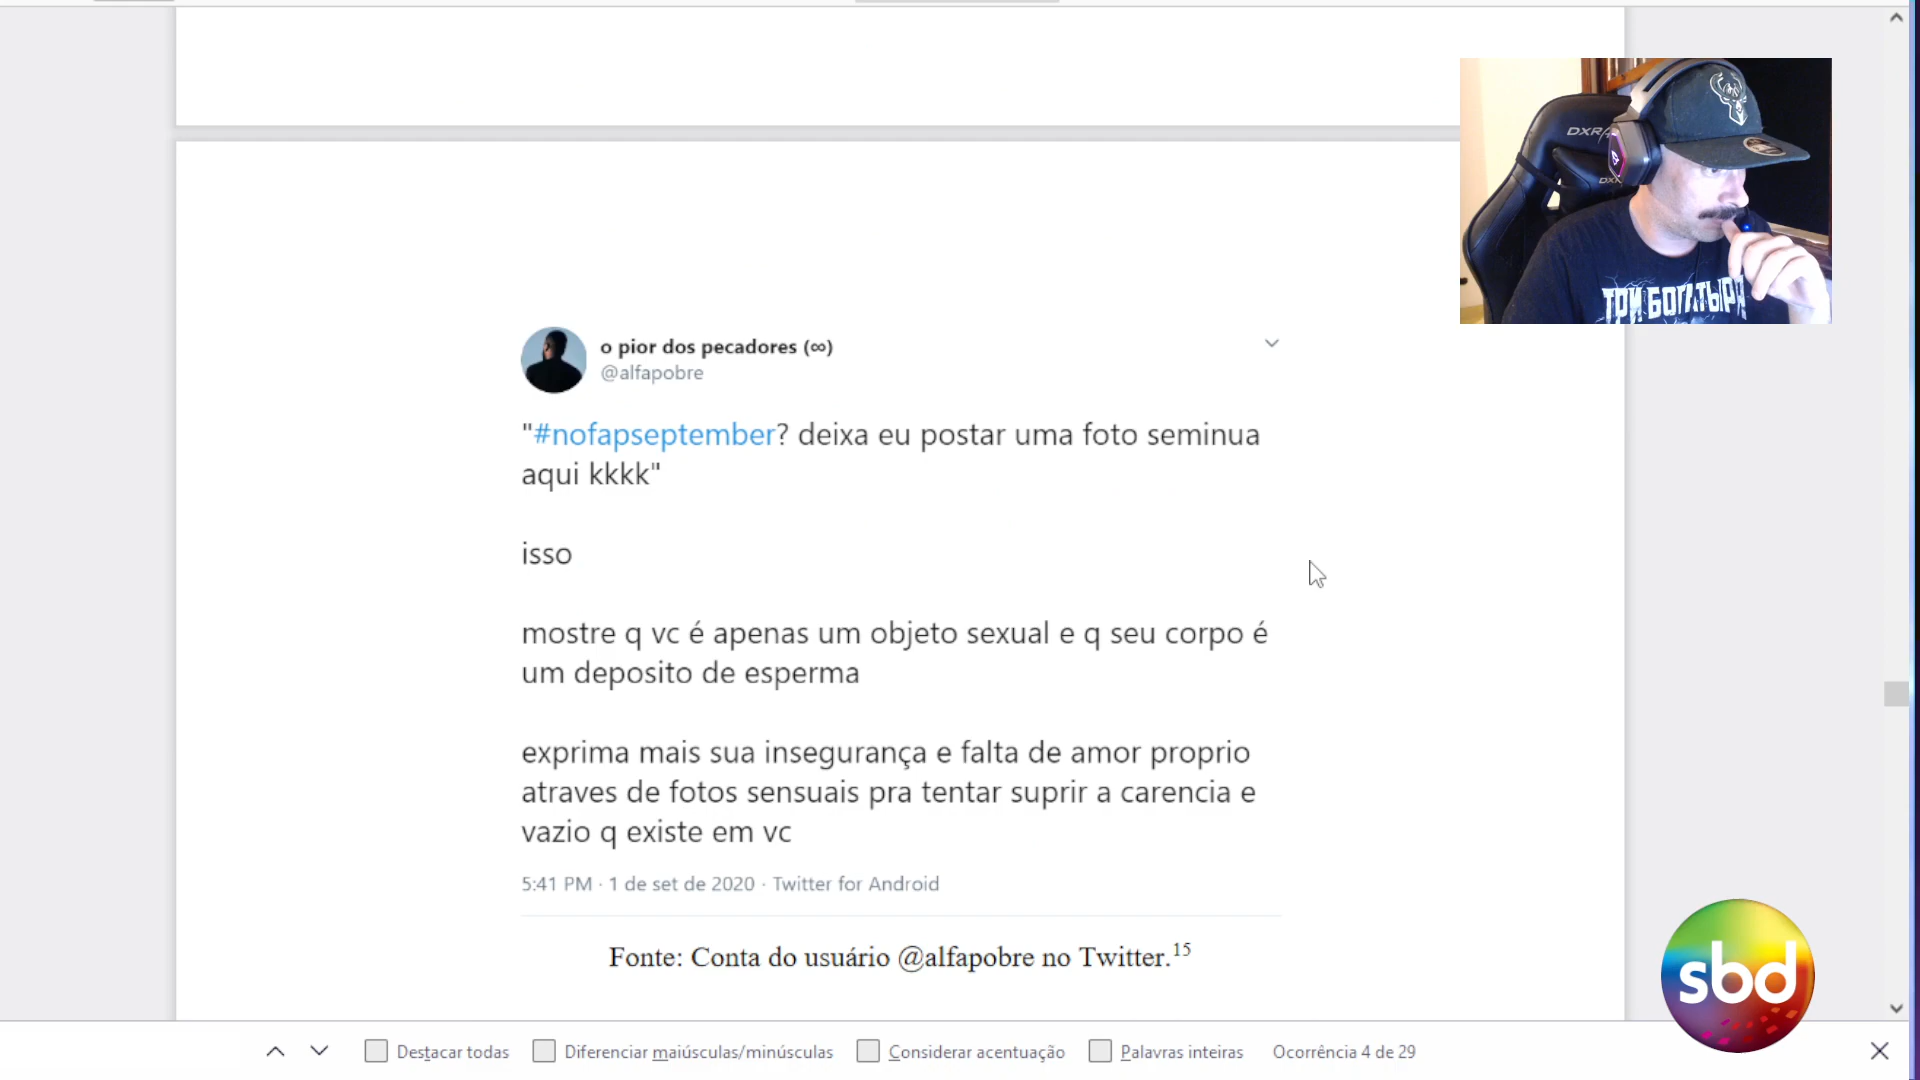 DXRA
o pior dos pecadores (∞)
@alfapobre
"#nofapseptember? deixa eu postar uma foto seminua
aqui kkkk"
isso
mostre q vc é apenas um objeto sexual e q seu corpo é
um deposito de esperma
exprima mais sua insegurança e falta de amor proprio
atraves de fotos sensuais pra tentar suprir a carencia e
vazio q existe em vc
5:41 PM · 1 de set de 2020 · Twitter for Android
Fonte: Conta do usuário @alfapobre no Twitter.15
ТРИ БОГАТЫРЯ
sbd
Destacar todas
Diferenciar maiúsculas/minúsculas
Considerar acentuação
Palavras inteiras
Ocorrência 4 de 29